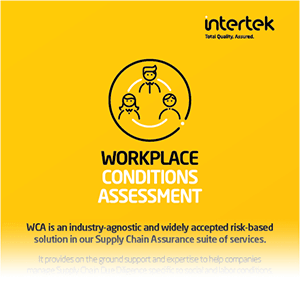 intertek
Total Quality. Assured.
WORKPLACE
CONDITIONS
ASSESSMENT
WCA is an industry-agnostic and widely accepted risk-based
solution in our Supply Chain Assurance suite of services.
It provides on the ground support and expertise to help companies